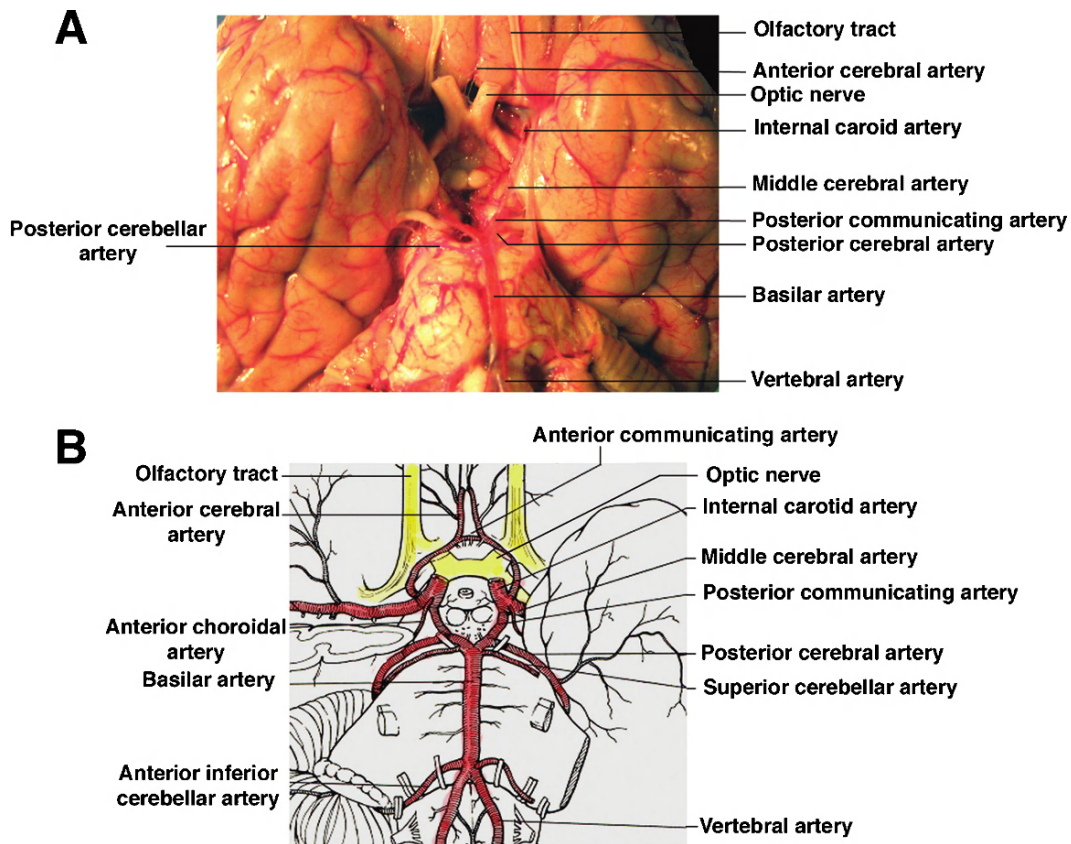 A
Olfactory tract
Anterior cerebral artery
Optic nerve
Internal caroid artery
Middle cerebral artery
Posterior cerebellar
artery
Posterior communicating artery
Posterior cerebral artery
Basilar artery
Vertebral artery
B
Anterior communicating artery
Olfactory tract
Optic nerve
Anterior cerebral
artery
Internal carotid artery
Middle cerebral artery
Posterior communicating artery
Anterior choroidal
artery
Posterior cerebral artery
Basilar artery
Superior cerebellar artery
Anterior inferior
cerebellar artery
Vertebral artery